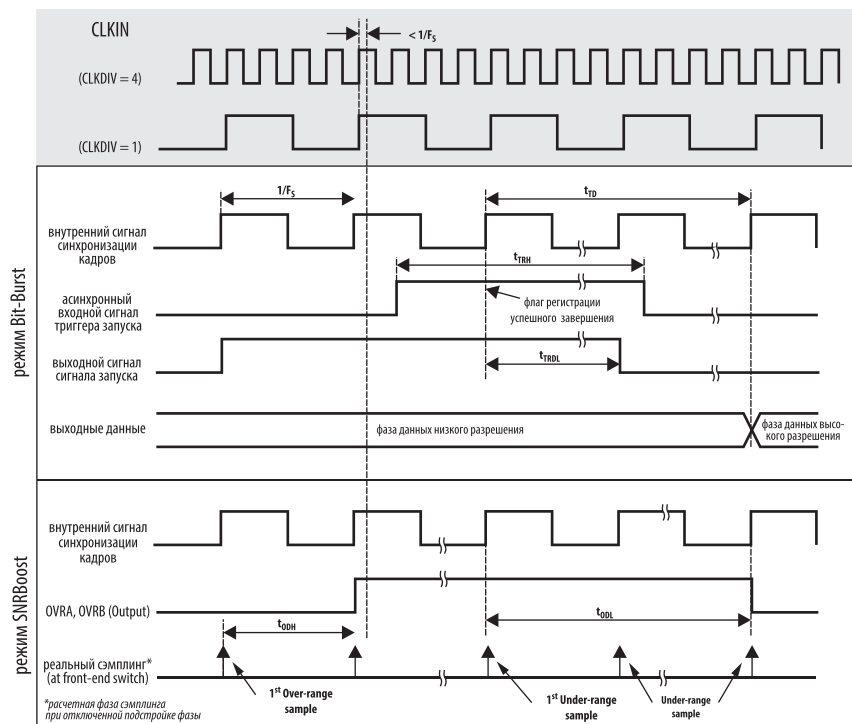 CLKIN
< 1/FS
(CLKDIV = 4)
(CLKDIV = 1)
режим Bit-Burst
1/FS
tTD
внутренний сигнал
синхронизации
кадров
tTRH
асинхронный
входной сигнал
триггера запуска
флаг регистрации
успешного завершения
выходной сигнал
сигнала запуска
tTRDL
выходные данные
фаза данных низкого разрешения
фаза данных высо-
кого разрешения
режим SNRBoost
внутренний сигнал
синхронизации
кадров
OVRA, OVRB (Output)
tODH
tODL
реальный сэмплинг*
(at front-end switch)
1st Over-range
sample
1st Under-range
sample
Under-range
sample
*расчетная фаза сэмплинга
при отключенной подстройке фазы